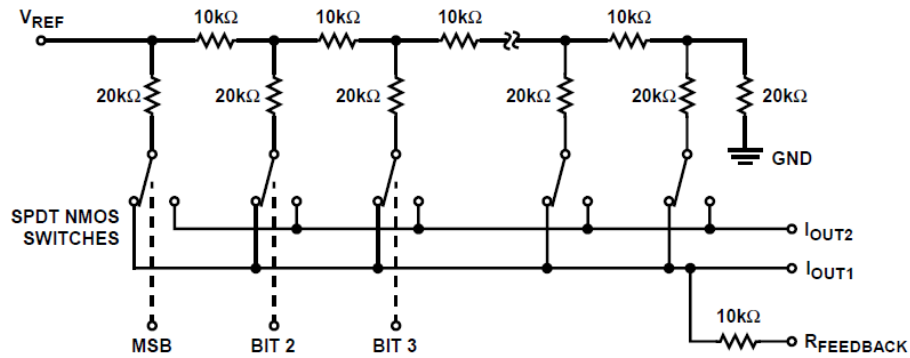 VREF
10kΩ
10kΩ
10kΩ
10kΩ
20kΩ
20kΩ
20kΩ
20kΩ
20kΩ
20kΩ
GND
SPDT NMOS
SWITCHES
IOUT2
IOUT1
10kΩ
RFEEDBACK
MSB
BIT 2
BIT 3